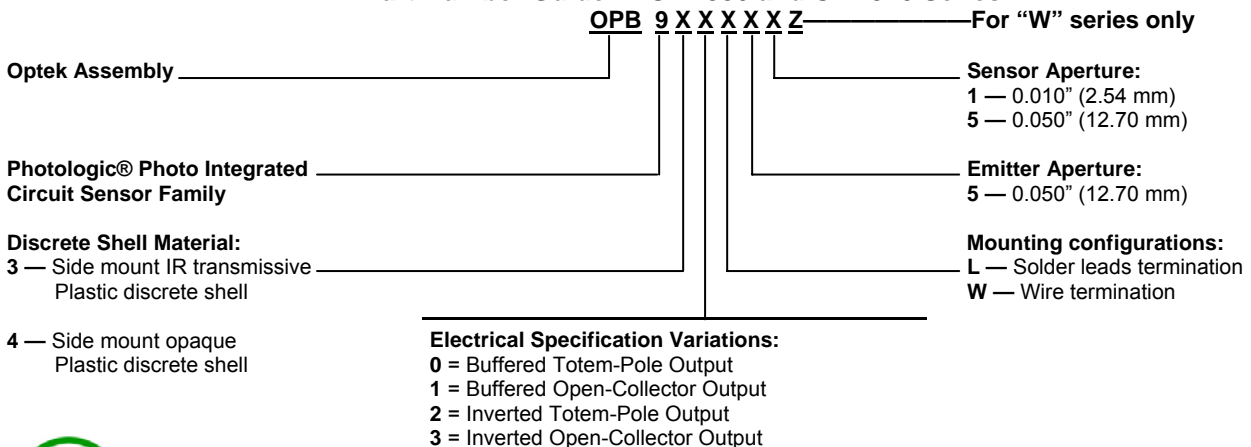 OPB 9 X X X X X Z For “W” series only
Optek Assembly
Sensor Aperture:
1 — 0.010” (2.54 mm)
5 — 0.050” (12.70 mm)
Photologic® Photo Integrated
Circuit Sensor Family
Emitter Aperture:
5 — 0.050” (12.70 mm)
Discrete Shell Material:
3 — Side mount IR transmissive
Plastic discrete shell
4 — Side mount opaque
Plastic discrete shell
Mounting configurations:
L — Solder leads termination
W — Wire termination
Electrical Specification Variations:
0 = Buffered Totem-Pole Output
1 = Buffered Open-Collector Output
2 = Inverted Totem-Pole Output
3 = Inverted Open-Collector Output